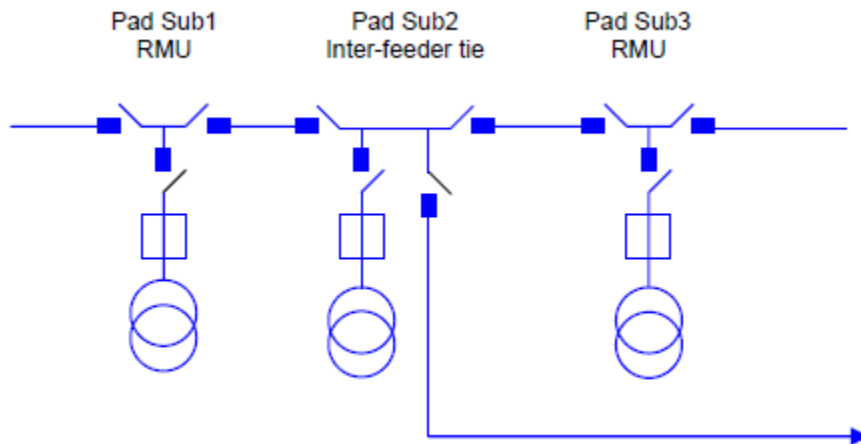 Pad Sub1
RMU
Pad Sub2
Inter-feeder tie
Pad Sub3
RMU